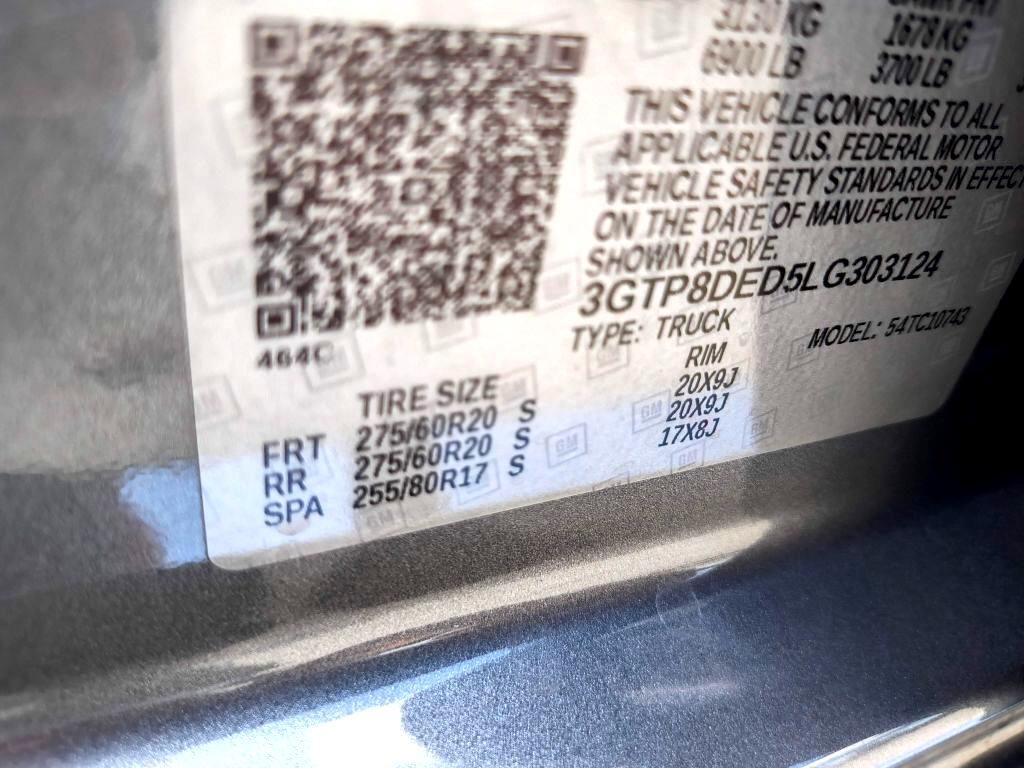 3130 KG 1678 KG
6900 LB 3700 LB
THIS VEHICLE CONFORMS TO ALL
APPLICABLE U.S. FEDERAL MOTOR
VEHICLE SAFETY STANDARDS IN EFFECT
ON THE DATE OF MANUFACTURE
SHOWN ABOVE.
3GTP8DED5LG303124
TYPE: TRUCK MODEL: 54TC10743
464C
TIRE SIZE RIM
FRT 275/60R20 S 20X9J
RR 275/60R20 S 20X9J
SPA 255/80R17 S 17X8J
GM